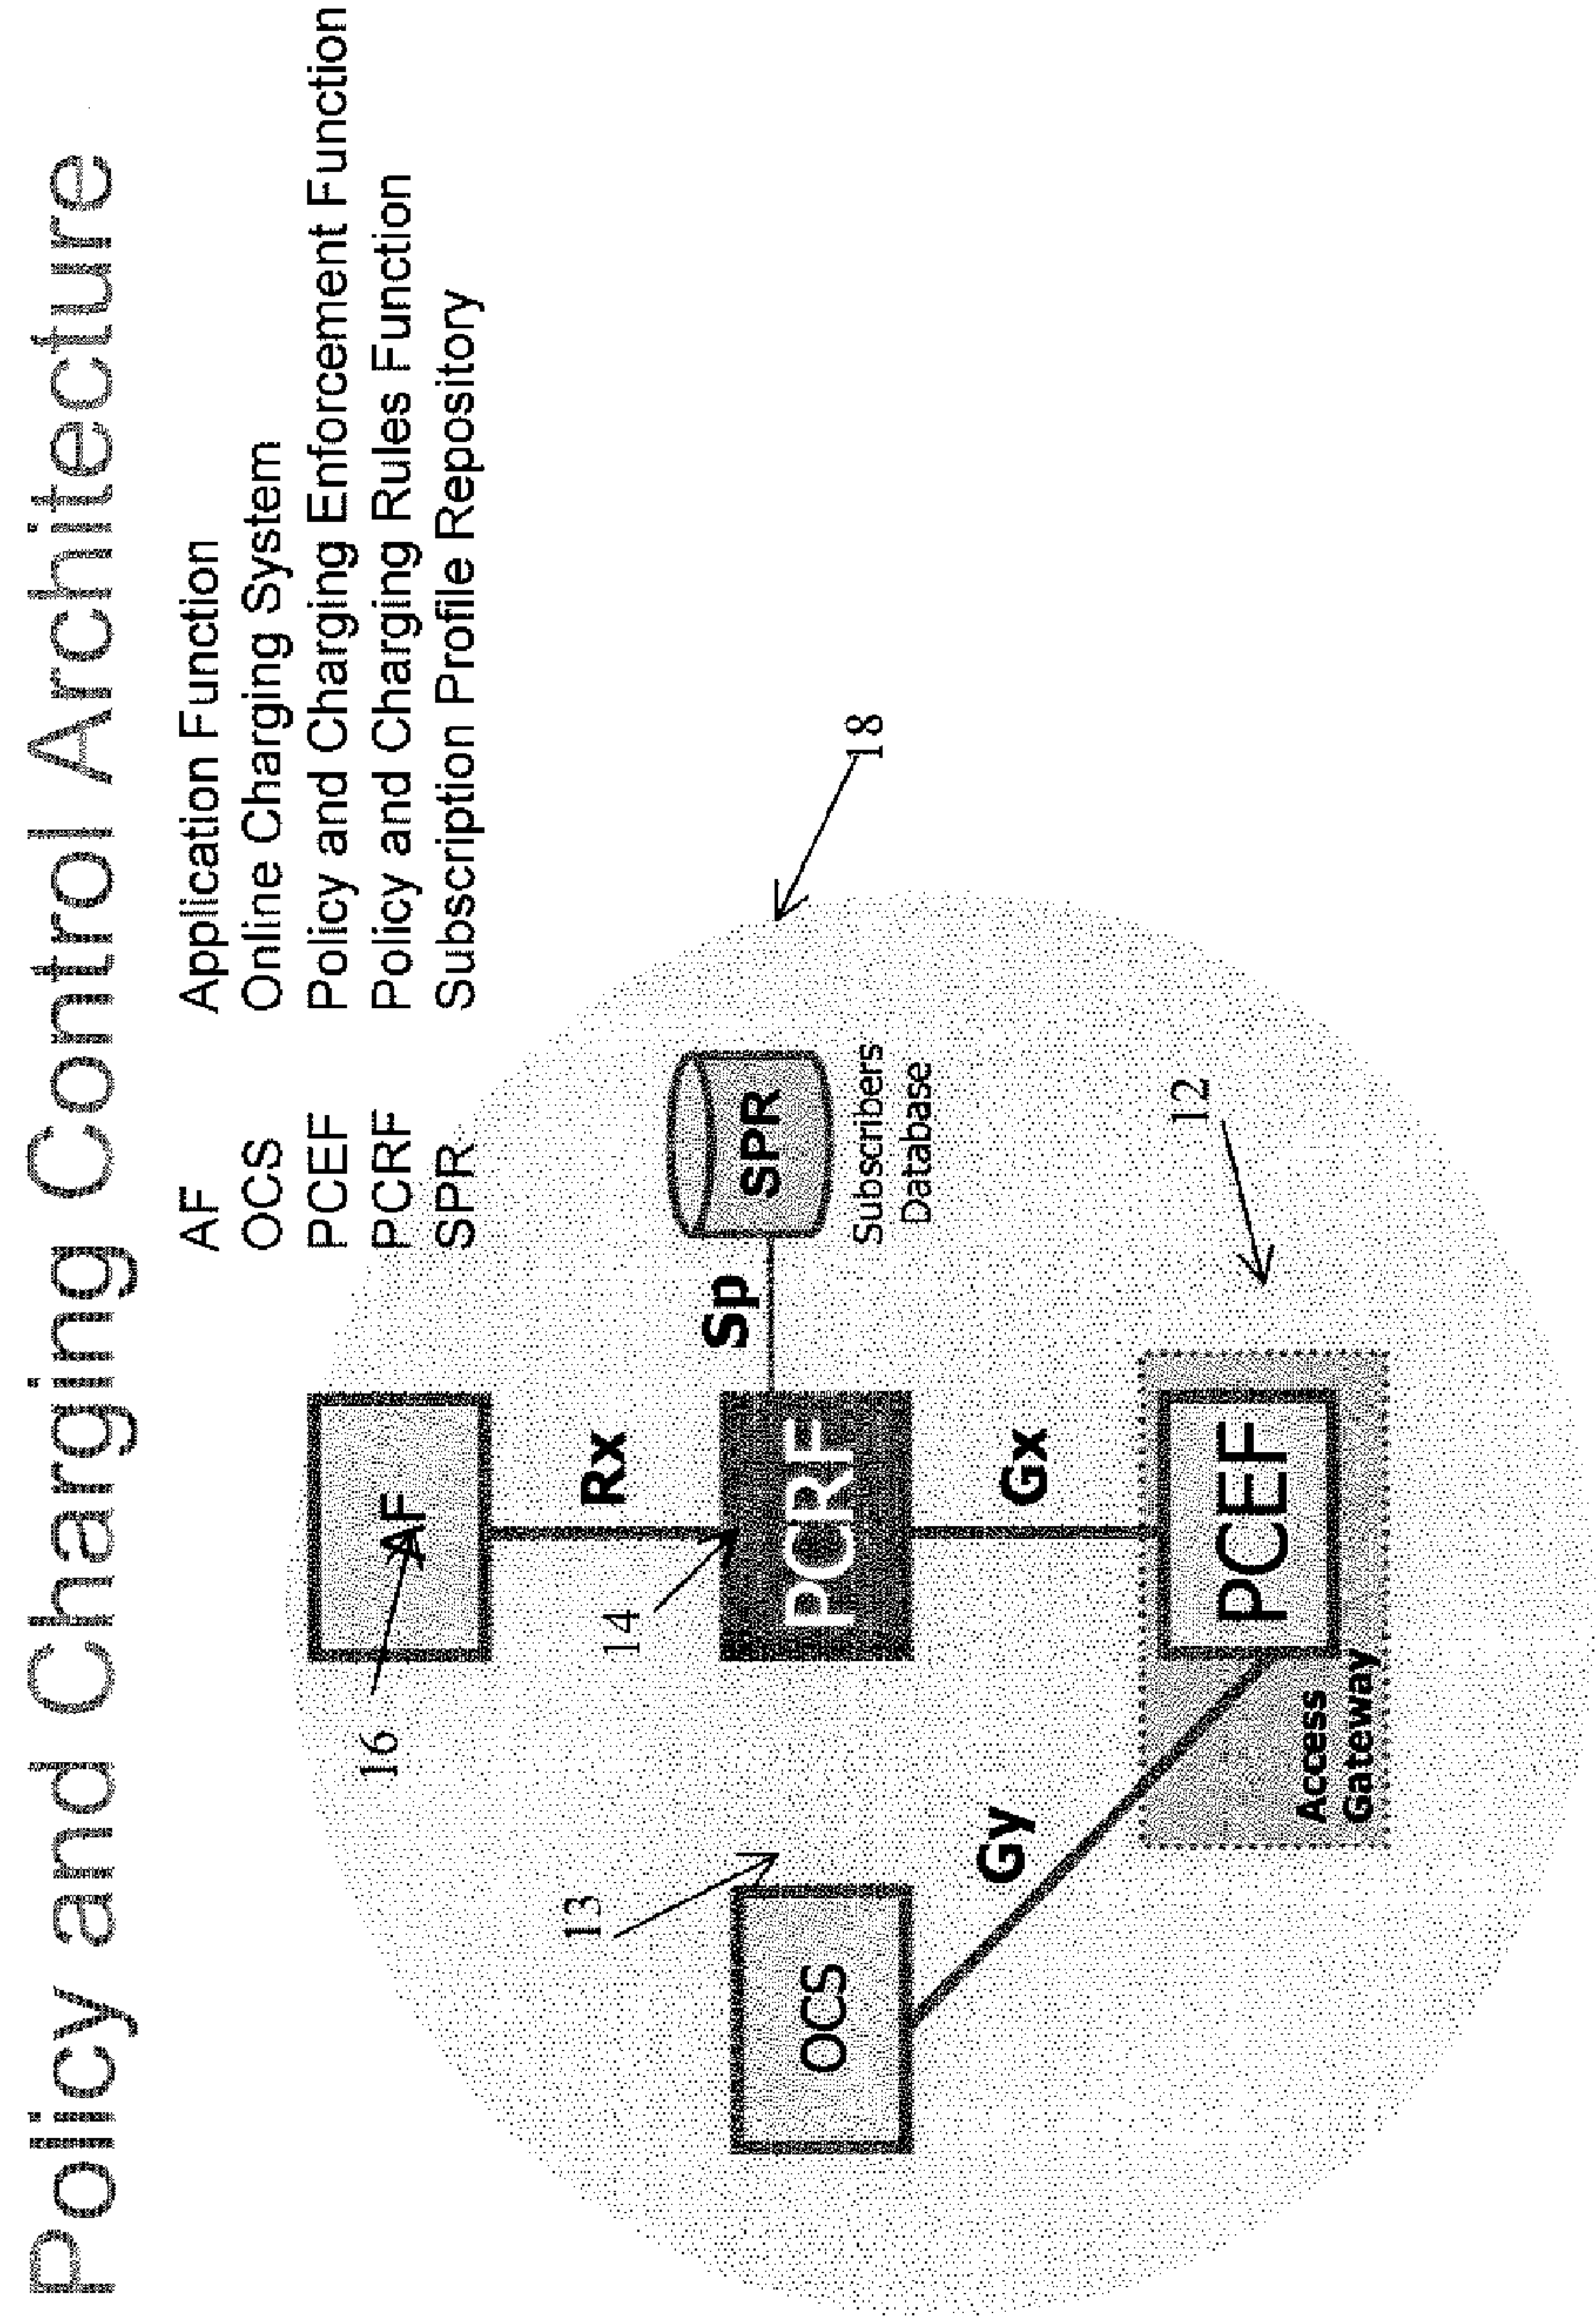 Policy and Charging Control Architecture
AF Application Function
OCS Online Charging System
PCEF Policy and Charging Enforcement Function
PCRF Policy and Charging Rules Function
SPR Subscription Profile Repository
16
AF
Rx
18
14
13
Sp
SPR
Subscribers
Database
OCS
PCRF
Gy
Gx
12
PCEF
Access
Gateway